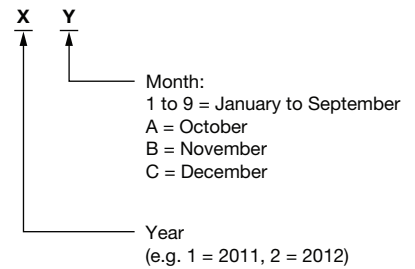 X Y
Month:
1 to 9 = January to September
A = October
B = November
C = December
Year
(e.g. 1 = 2011, 2 = 2012)